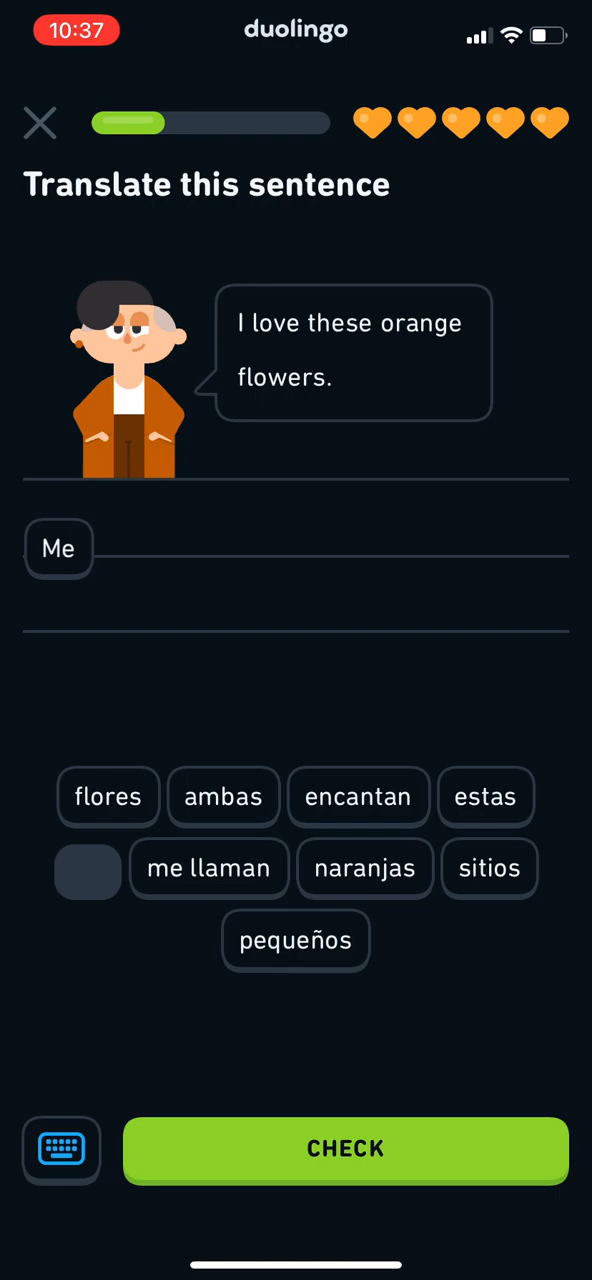 10:37
duolingo
Translate this sentence
I love these orange
flowers.
Me
flores ambas encantan estas
me llaman naranjas sitios
pequeños
CHECK